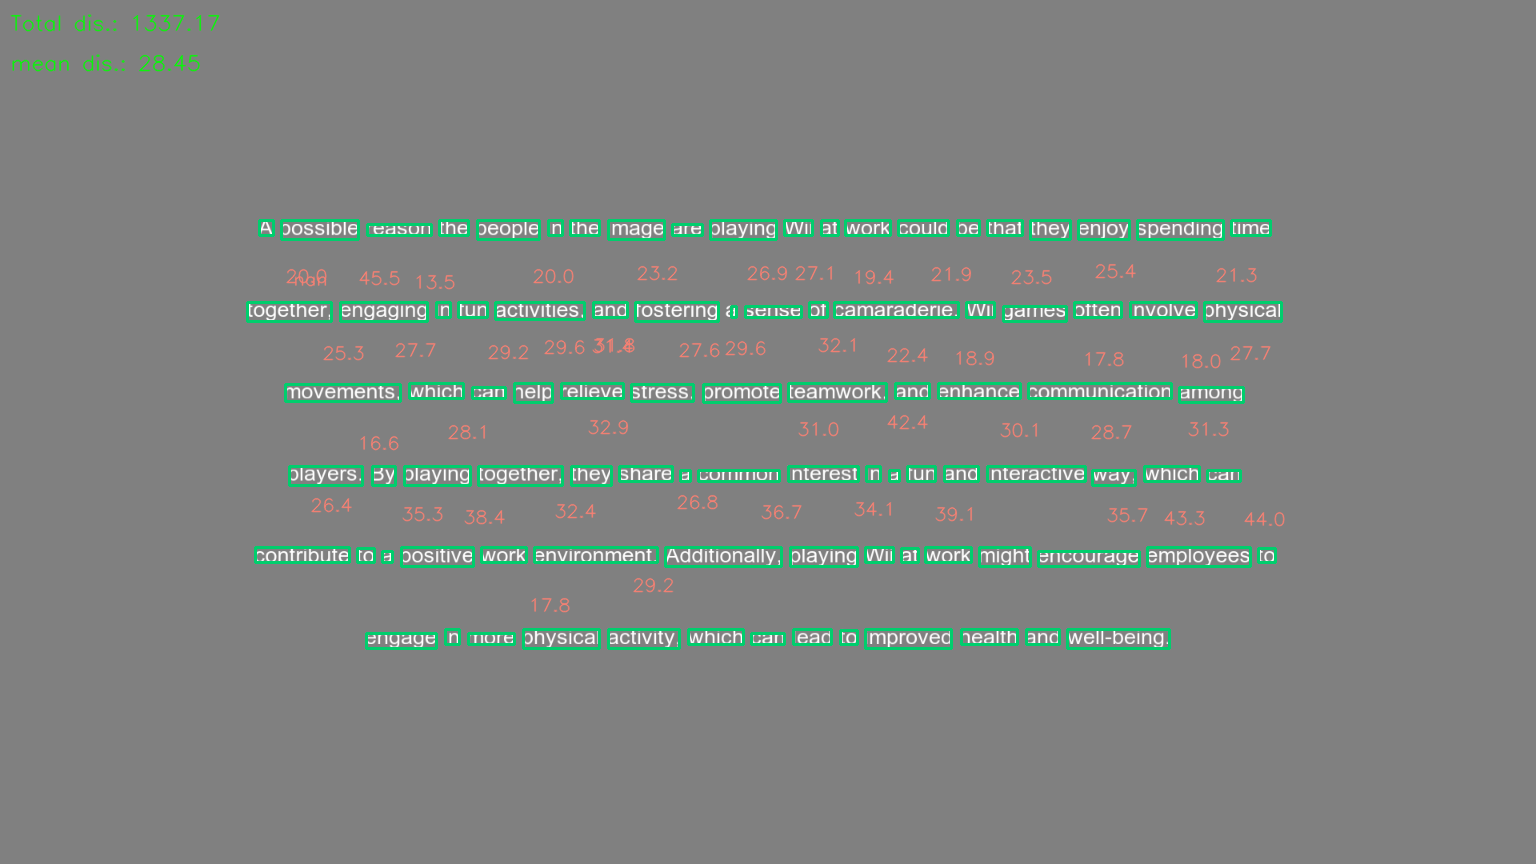 Total dis.: 1337.17
mean dis.: 28.45
A possible reason the people in the image are playing Wii at work could be that they enjoy spending time
20.0 nan 45.5 13.5 20.0 23.2 26.9 27.1 19.4 21.9 23.5 25.4 21.3
together, engaging in fun activities, and fostering a sense of camaraderie. Wii games often involve physical
25.3 27.7 29.2 29.6 27.6 29.6 32.1 22.4 18.9 17.8 18.0 27.7
movements, which can help relieve stress, promote teamwork, and enhance communication among
16.6 28.1 32.9 31.0 42.4 30.1 28.7 31.3
players. By playing together, they share a common interest in a fun and interactive way, which can
26.4 35.3 38.4 32.4 26.8 36.7 34.1 39.1 35.7 43.3 44.0
contribute to a positive work environment. Additionally, playing Wii at work might encourage employees to
17.8 29.2
engage in more physical activity, which can lead to improved health and well-being.